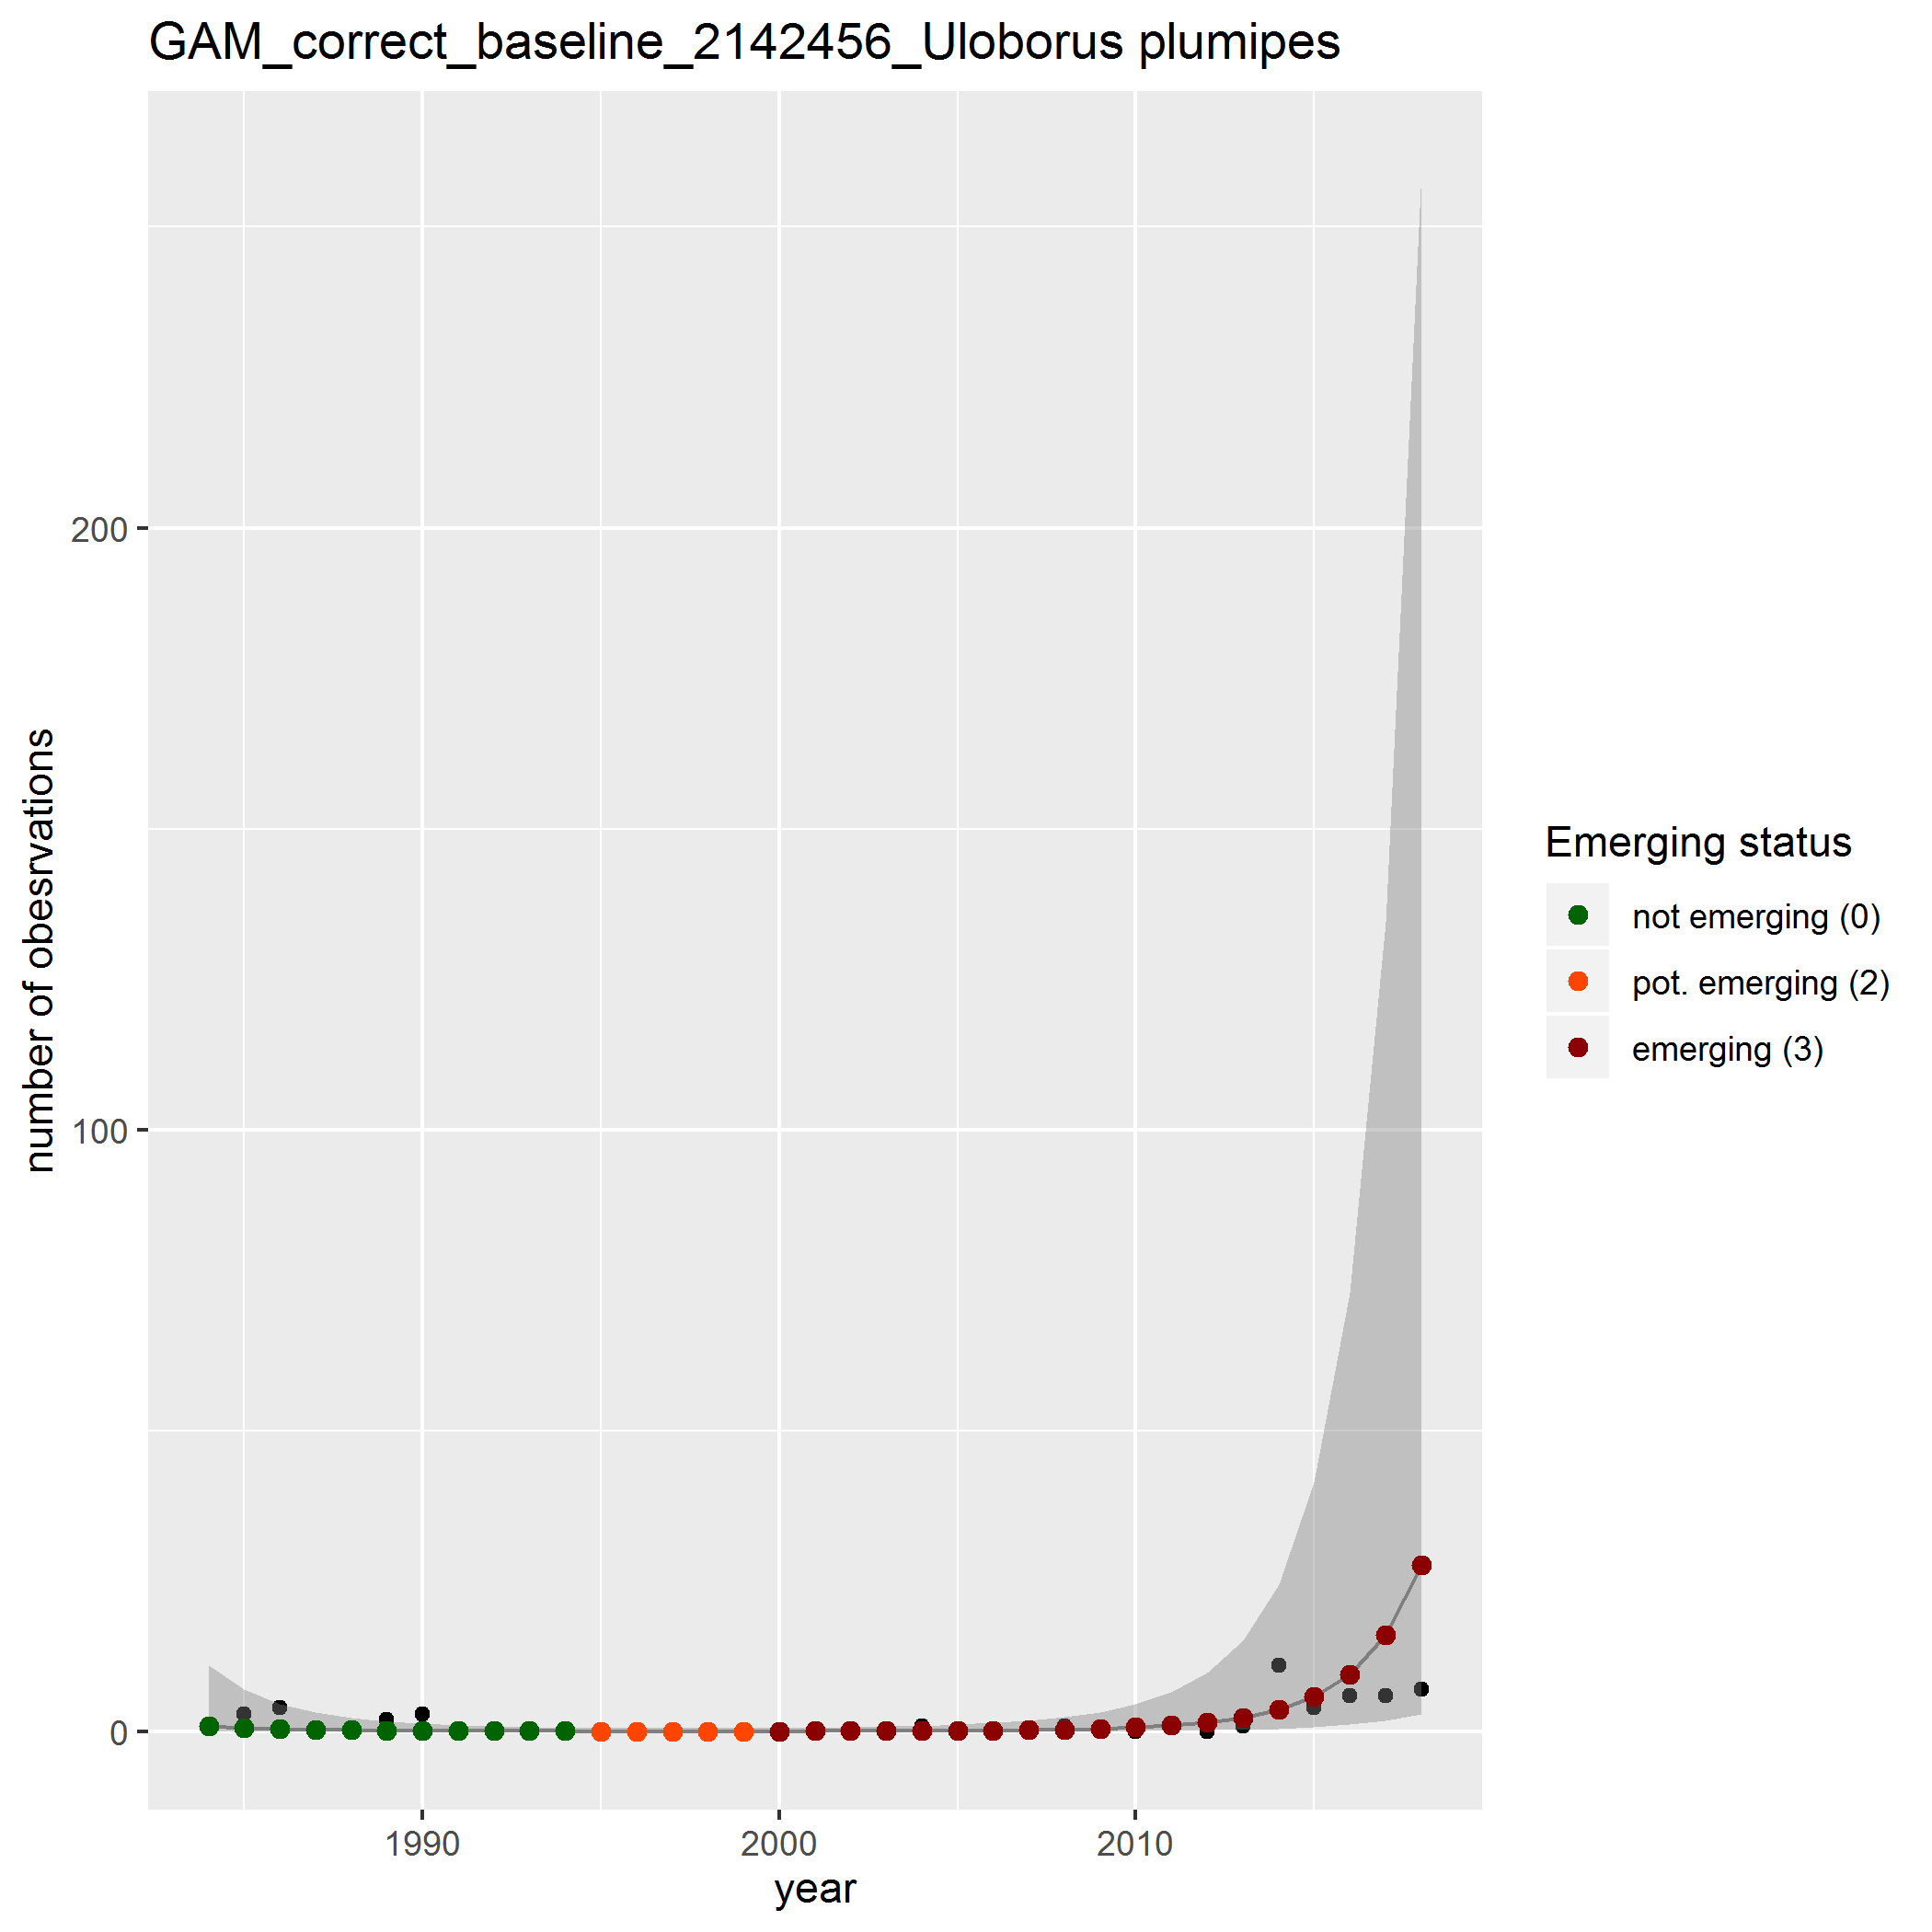 GAM_correct_baseline_2142456_Uloborus plumipes
number of obesrvations
200
100
0
1990
2000
2010
year
Emerging status
not emerging (0)
pot. emerging (2)
emerging (3)